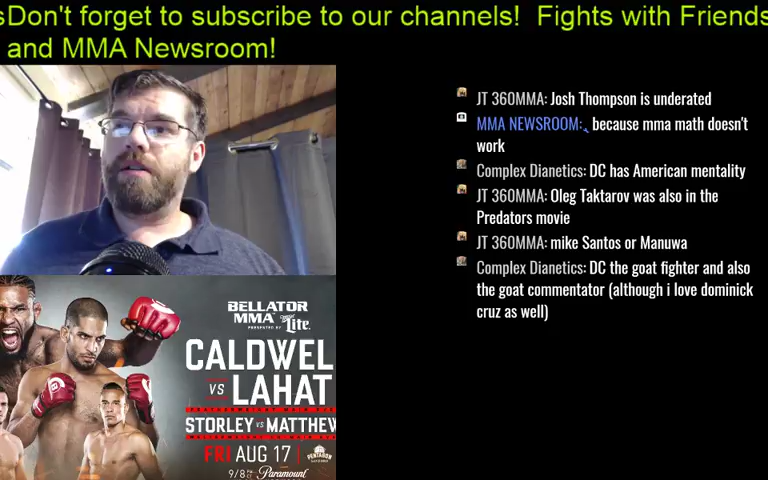 sDon't forget to subscribe to our channels!  Fights with Friends
and MMA Newsroom!
JT 360MMA: Josh Thompson is underated
MMA NEWSROOM: because mma math doesn't
work
Complex Dianetics: DC has American mentality
JT 360MMA: Oleg Taktarov was also in the
Predators movie
JT 360MMA: mike Santos or Manuwa
Complex Dianetics: DC the goat fighter and also
the goat commentator (although i love dominick
cruz as well)
BELLATOR
MMA
PRESENTED BY Lite
CALDWEL
VS LAHAT
STORLEY VS MATTHEW
FRI AUG 17
9/8 Paramount